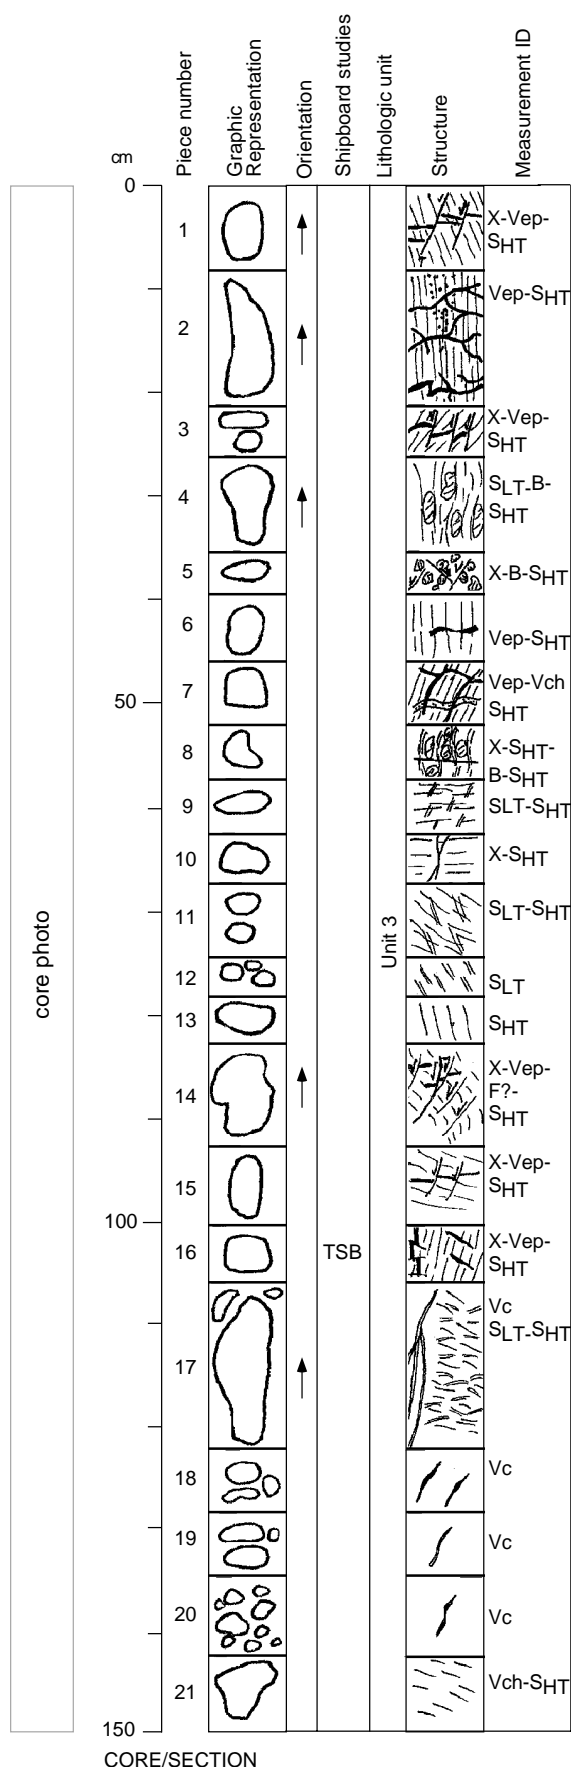 cm
Piece number
Graphic
Representation
Orientation
Shipboard studies
Lithologic unit
Structure
Measurement ID
0
1
X-Vep-
SHT
2
Vep-SHT
3
X-Vep-
SHT
4
SLT-B-
SHT
5
X-B-SHT
6
Vep-SHT
50
7
Vep-Vch
SHT
8
X-SHT-
B-SHT
9
SLT-SHT
10
X-SHT
11
SLT-SHT
Unit 3
core photo
12
SLT
13
SHT
14
X-Vep-
F?-
SHT
15
X-Vep-
SHT
100
16
TSB
X-Vep-
SHT
17
Vc
SLT-SHT
18
Vc
19
Vc
20
Vc
21
Vch-SHT
150
CORE/SECTION